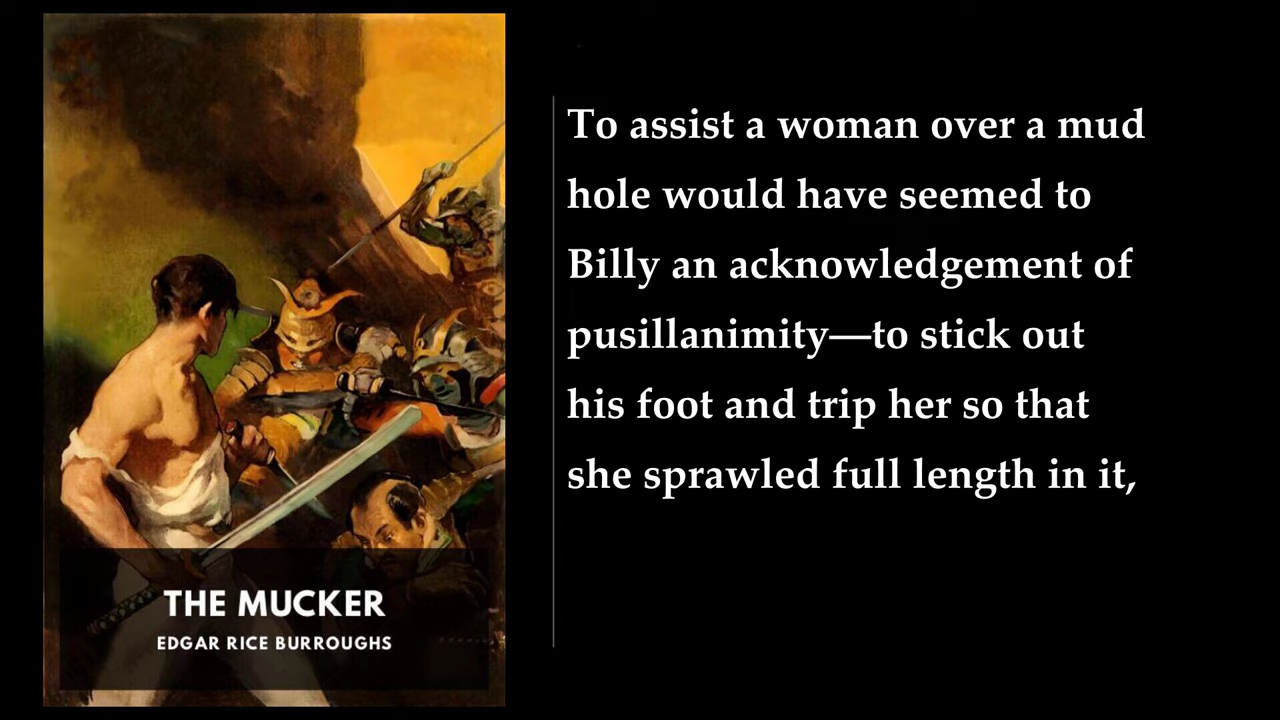 To assist a woman over a mud
hole would have seemed to
Billy an acknowledgement of
pusillanimity—to stick out
his foot and trip her so that
she sprawled full length in it,
THE MUCKER
EDGAR RICE BURROUGHS